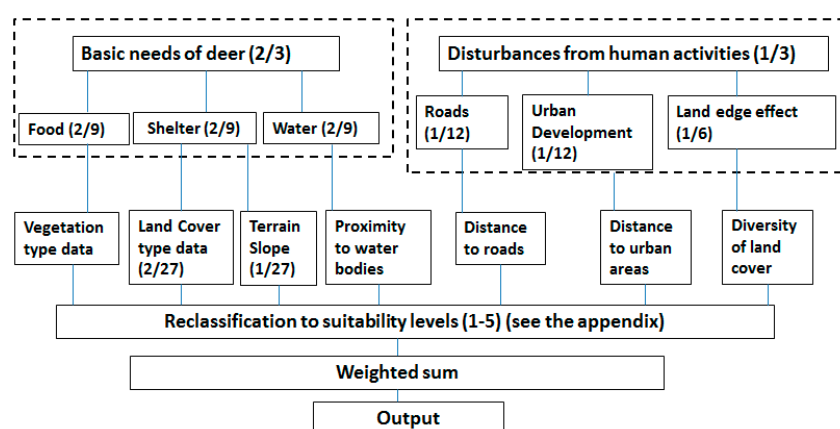 Basic needs of deer (2/3)
Disturbances from human activities (1/3)
Food (2/9)
Shelter (2/9)
Water (2/9)
Roads
(1/12)
Urban
Development
(1/12)
Land edge effect
(1/6)
Vegetation
type data
Land Cover
type data
(2/27)
Terrain
Slope
(1/27)
Proximity
to water
bodies
Distance
to roads
Distance
to urban
areas
Diversity
of land
cover
Reclassification to suitability levels (1-5) (see the appendix)
Weighted sum
Output